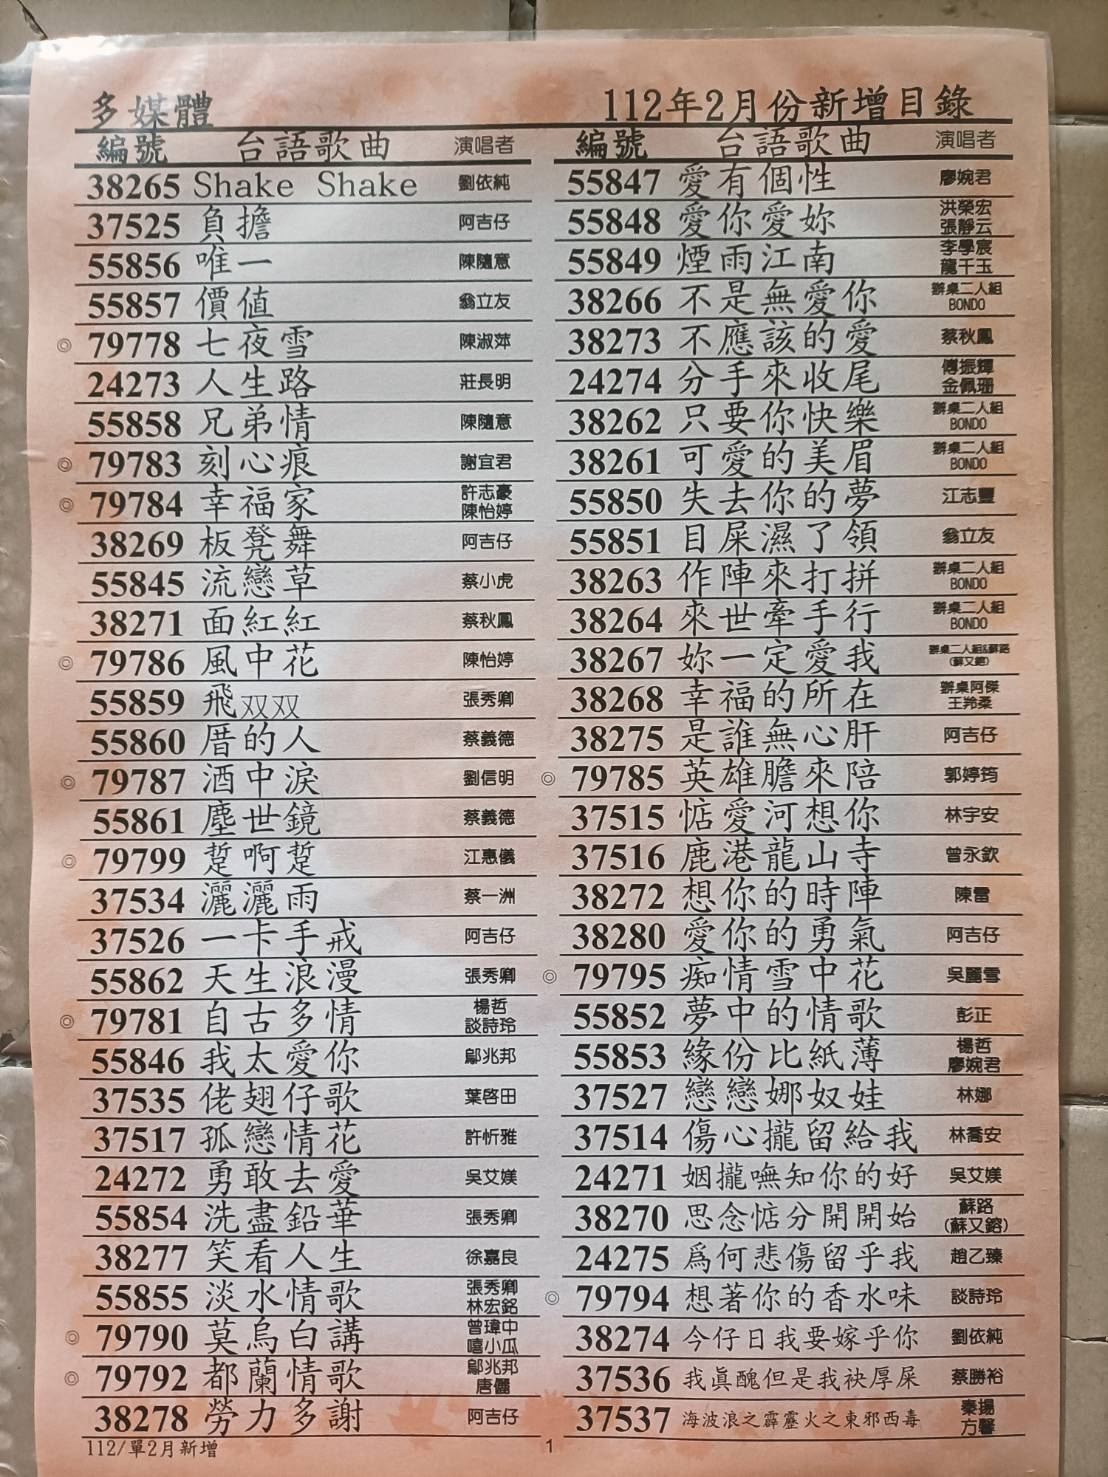 多媒體
112年2月份新增目錄
編號 台語歌曲 演唱者
38265 Shake Shake 劉依純
37525 負擔 阿吉仔
55856 唯一 陳隨意
55857 價值 翁立友
◎ 79778 七夜雪 陳淑萍
24273 人生路 莊長明
55858 兄弟情 陳隨意
◎ 79783 刻心痕 謝宜君
◎ 79784 幸福家 許志豪 陳怡婷
38269 板凳舞 阿吉仔
55845 流戀草 蔡小虎
38271 面紅紅 蔡秋鳳
◎ 79786 風中花 陳怡婷
55859 飛双双 張秀卿
55860 厝的人 蔡義德
◎ 79787 酒中淚 劉信明
55861 塵世鏡 蔡義德
◎ 79799 踅啊踅 江惠儀
37534 灑灑雨 蔡一洲
37526 一卡手戒 阿吉仔
55862 天生浪漫 張秀卿
◎ 79781 自古多情 楊哲 談詩玲
55846 我太愛你 鄔兆邦
37535 佬翅仔歌 葉啓田
37517 孤戀情花 許忻雅
24272 勇敢去愛 吳艾媄
55854 洗盡鉛華 張秀卿
38277 笑看人生 徐嘉良
55855 淡水情歌 張秀卿 林宏銘
◎ 79790 莫烏白講 曾瑋中 嘻小瓜
◎ 79792 都蘭情歌 鄔兆邦 唐儷
38278 勞力多謝 阿吉仔
112/單2月新增
編號 台語歌曲 演唱者
55847 愛有個性 廖婉君
55848 愛你愛妳 洪榮宏 張靜云
55849 煙雨江南 李學宸 龍千玉
38266 不是無愛你 辦桌二人組 BONDO
38273 不應該的愛 蔡秋鳳
24274 分手來收尾 傅振輝 金佩珊
38262 只要你快樂 辦桌二人組 BONDO
38261 可愛的美眉 辦桌二人組 BONDO
55850 失去你的夢 江志豐
55851 目屎濕了領 翁立友
38263 作陣來打拼 辦桌二人組 BONDO
38264 來世牽手行 辦桌二人組 BONDO
38267 妳一定愛我 辦桌二人組&蘇路 (蘇又鎔)
38268 幸福的所在 辦桌阿傑 王羚柔
38275 是誰無心肝 阿吉仔
◎ 79785 英雄膽來陪 郭婷筠
37515 惦愛河想你 林宇安
37516 鹿港龍山寺 曾永欽
38272 想你的時陣 陳雷
38280 愛你的勇氣 阿吉仔
◎ 79795 痴情雪中花 吳麗雪
55852 夢中的情歌 彭正
55853 緣份比紙薄 楊哲 廖婉君
37527 戀戀娜奴娃 林娜
37514 傷心攏留給我 林喬安
24271 姻攏嘸知你的好 吳艾媄
38270 思念惦分開開始 蘇路 (蘇又鎔)
24275 為何悲傷留乎我 趙乙臻
◎ 79794 想著你的香水味 談詩玲
38274 今仔日我要嫁乎你 劉依純
37536 我真醜但是我袂厚屎 蔡勝裕
37537 海波浪之霹靂火之東邪西毒 秦揚 方馨
1